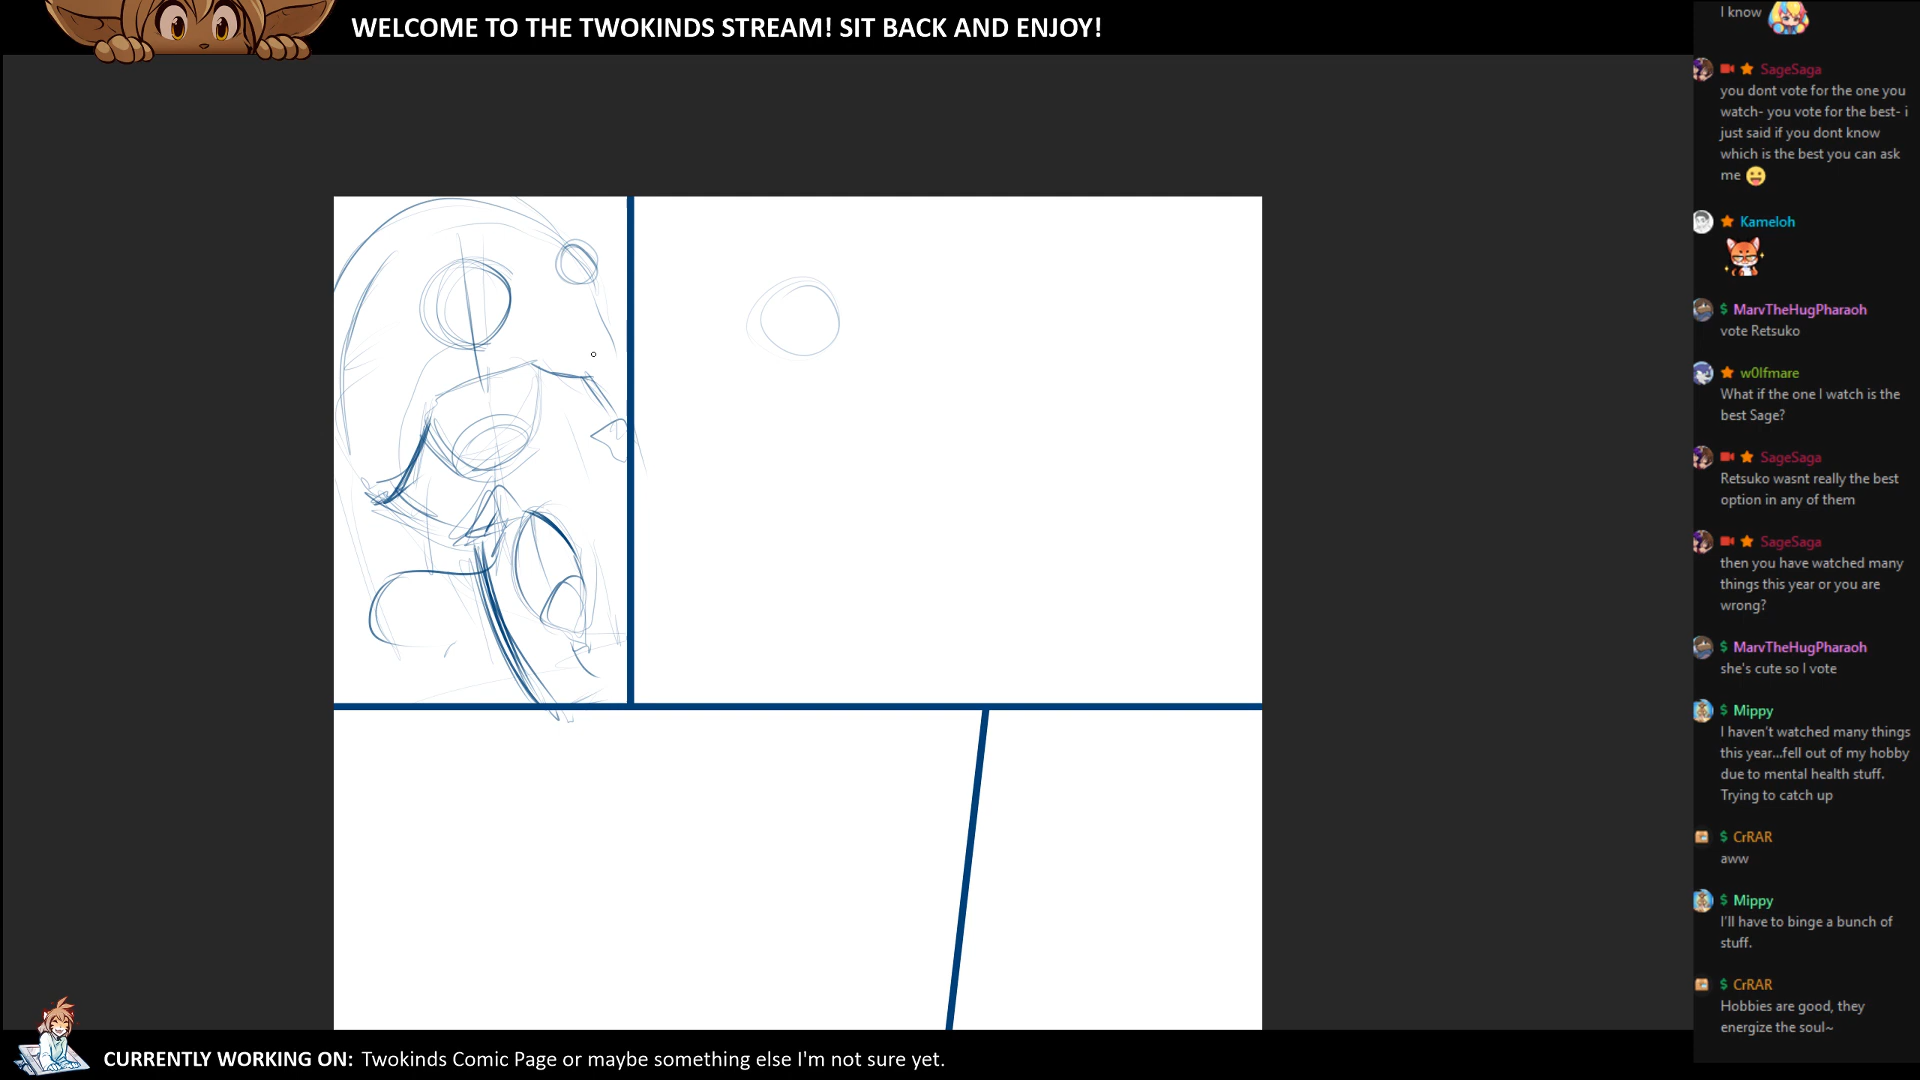 WELCOME TO THE TWOKINDS STREAM! SIT BACK AND ENJOY!
I know
SageSaga
you dont vote for the one you
watch- you vote for the best- i
just said if you dont know
which is the best you can ask
me
Kameloh
$ MarvTheHugPharaoh
vote Retsuko
w0lfmare
What if the one I watch is the
best Sage?
SageSaga
Retsuko wasnt really the best
option in any of them
SageSaga
then you have watched many
things this year or you are
wrong?
$ MarvTheHugPharaoh
she's cute so I vote
$ Mippy
I haven't watched many things
this year...fell out of my hobby
due to mental health stuff.
Trying to catch up
$ CrRAR
aww
$ Mippy
I'll have to binge a bunch of
stuff.
$ CrRAR
Hobbies are good, they
energize the soul~
CURRENTLY WORKING ON: Twokinds Comic Page or maybe something else I'm not sure yet.